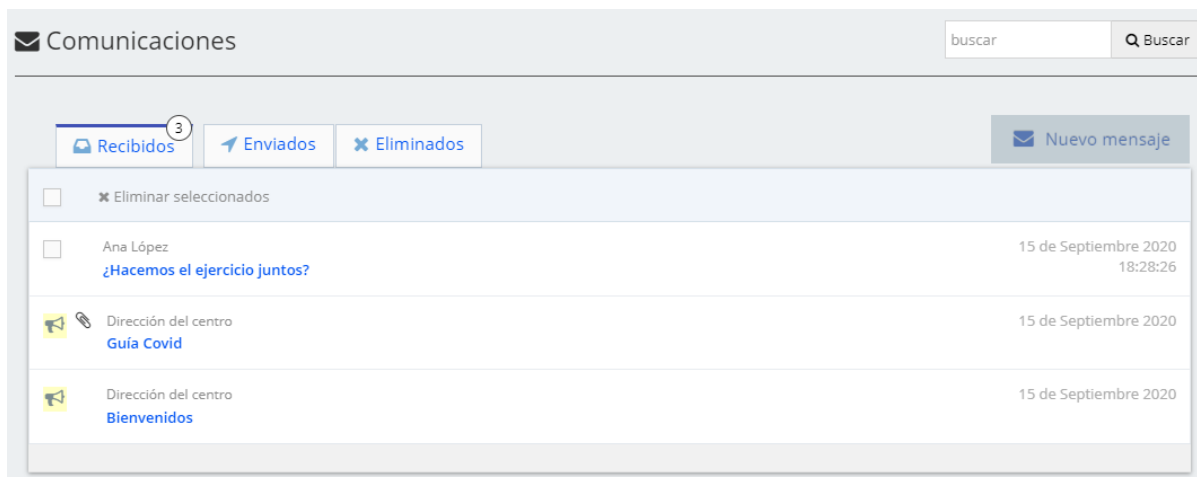 Comunicaciones
buscar
Buscar
Recibidos
3
Enviados
Eliminados
Nuevo mensaje
Eliminar seleccionados
Ana López
15 de Septiembre 2020
¿Hacemos el ejercicio juntos?
18:28:26
Dirección del centro
15 de Septiembre 2020
Guía Covid
Dirección del centro
15 de Septiembre 2020
Bienvenidos